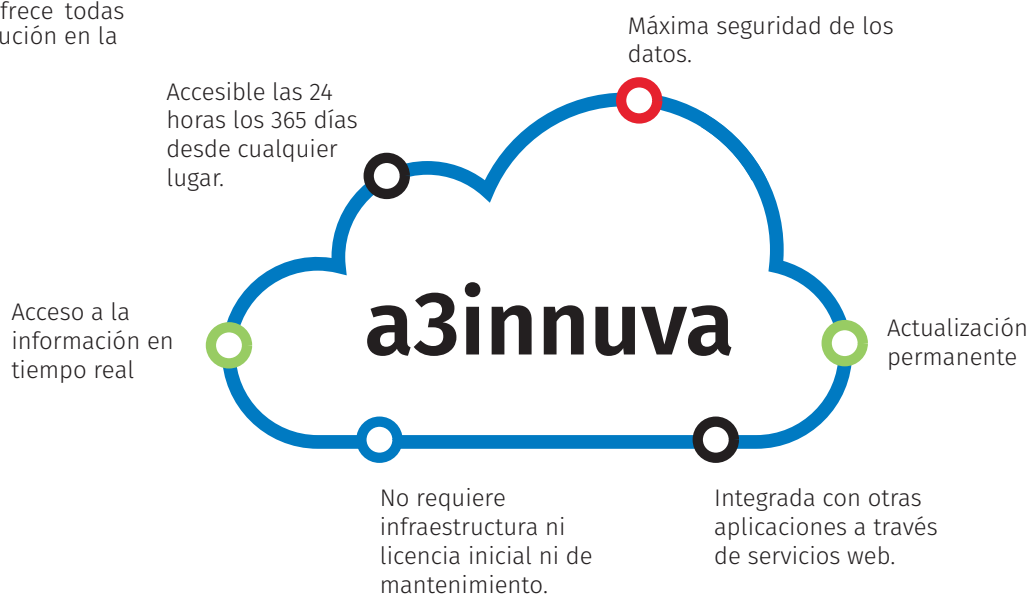 frece todas
ución en la
Máxima seguridad de los
datos.
Accesible las 24
horas los 365 días
desde cualquier
lugar.
a3innuva
Acceso a la
información en
tiempo real
Actualización
permanente
No requiere
infraestructura ni
licencia inicial ni de
mantenimiento.
Integrada con otras
aplicaciones a través
de servicios web.